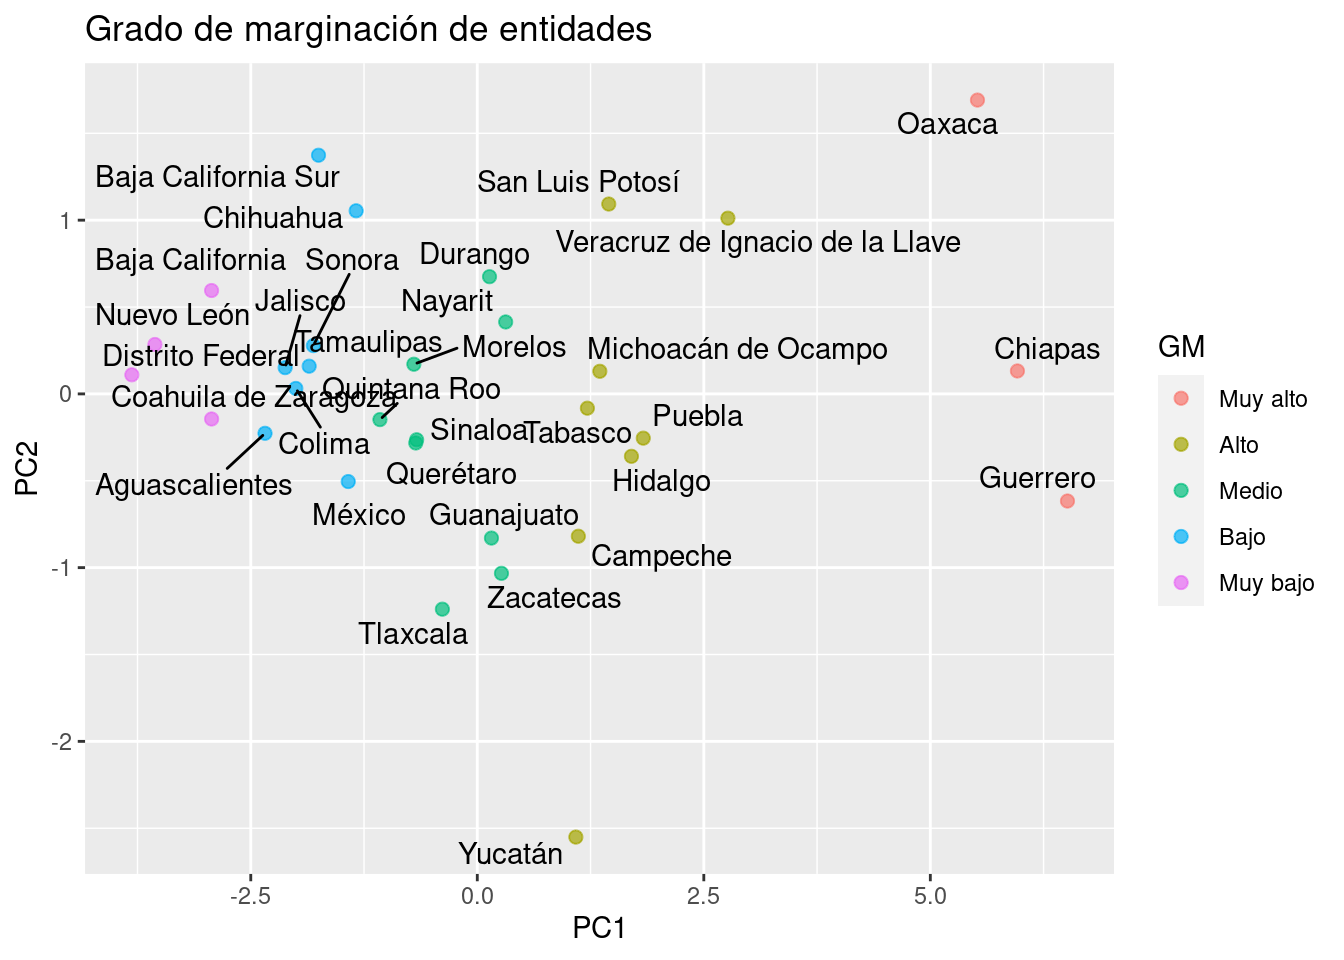 Grado de marginación de entidades
Oaxaca
Baja California Sur
San Luis Potosí
Chihuahua
Veracruz de Ignacio de la Llave
Durango
Baja California
Sonora
Jalisco
Nayarit
Nuevo León
Tamaulipas
Morelos
Michoacán de Ocampo
Chiapas
Distrito Federal
Quintana Roo
Coahuila de Zaragoza
Puebla
Sinaloa
Tabasco
Colima
Querétaro
Hidalgo
Guerrero
Aguascalientes
México
Guanajuato
Campeche
Zacatecas
Tlaxcala
Yucatán
1
0
-1
-2
PC2
-2.5
0.0
2.5
5.0
PC1
GM
Muy alto
Alto
Medio
Bajo
Muy bajo